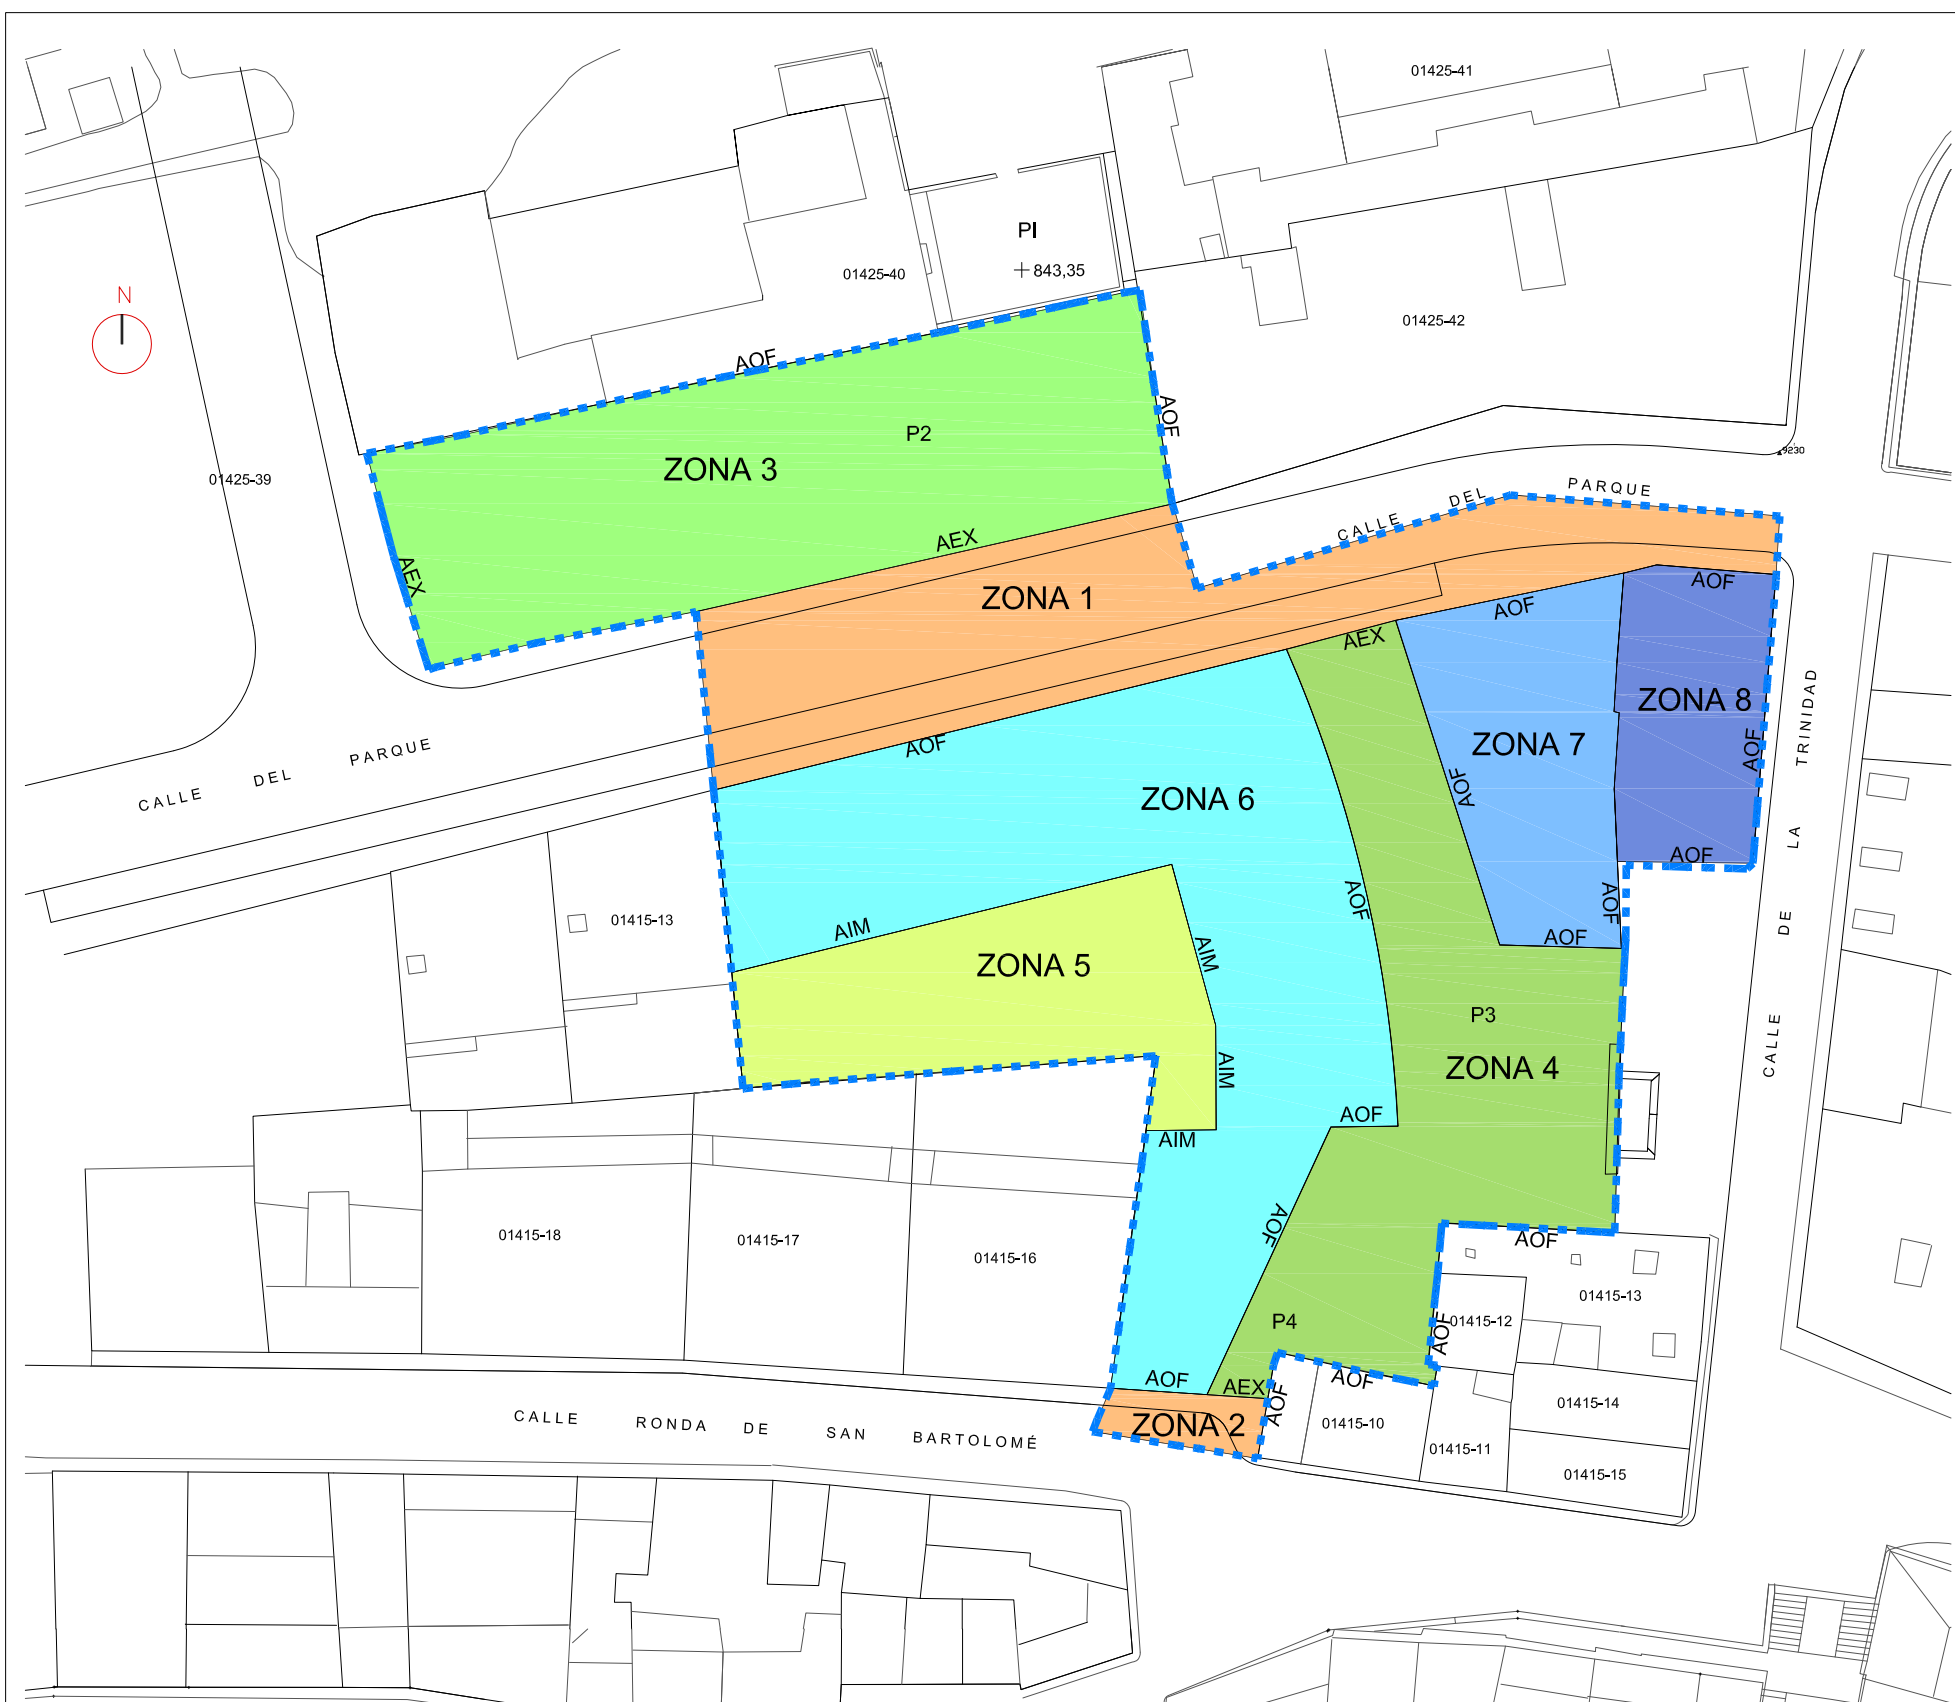 01425-41
PI
01425-40
843,35
N
01425-42
AOF
AOF
P2
9230
ZONA 3
01425-39
CALLE DEL PARQUE
AEX
AEX
AOF
ZONA 1
AOF
AEX
ZONA 8
CALLE DE LA TRINIDAD
ZONA 7
AOF
AOF
CALLE DEL PARQUE
AOF
ZONA 6
AOF
AOF
AOF
01415-13
AIM
AOF
AIM
ZONA 5
P3
ZONA 4
AIM
AOF
AIM
AOF
01415-18
01415-17
01415-16
AOF
01415-13
P4
AOF
01415-12
AOF
AEX
AOF
AOF
01415-14
ZONA 2
01415-10
CALLE RONDA DE SAN BARTOLOMÉ
01415-11
01415-15